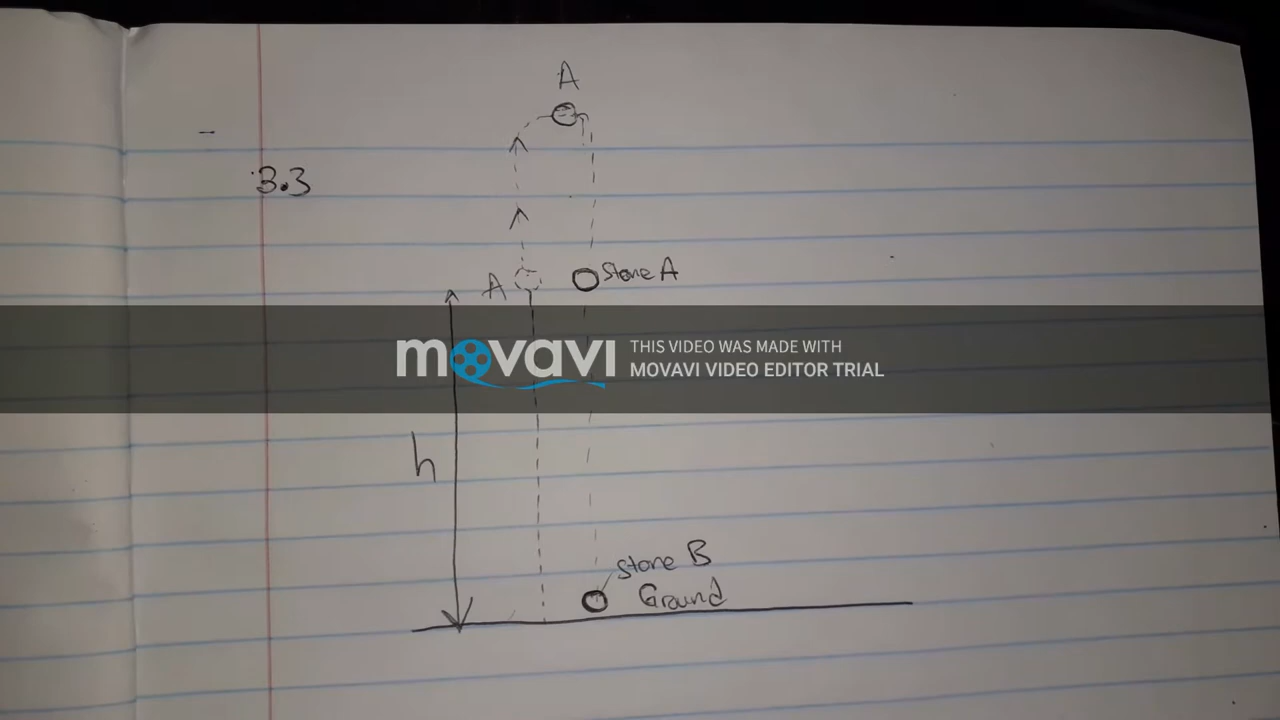 A
3.3
A
Stone A
movavi
THIS VIDEO WAS MADE WITH
MOVAVI VIDEO EDITOR TRIAL
h
Stone B
Ground